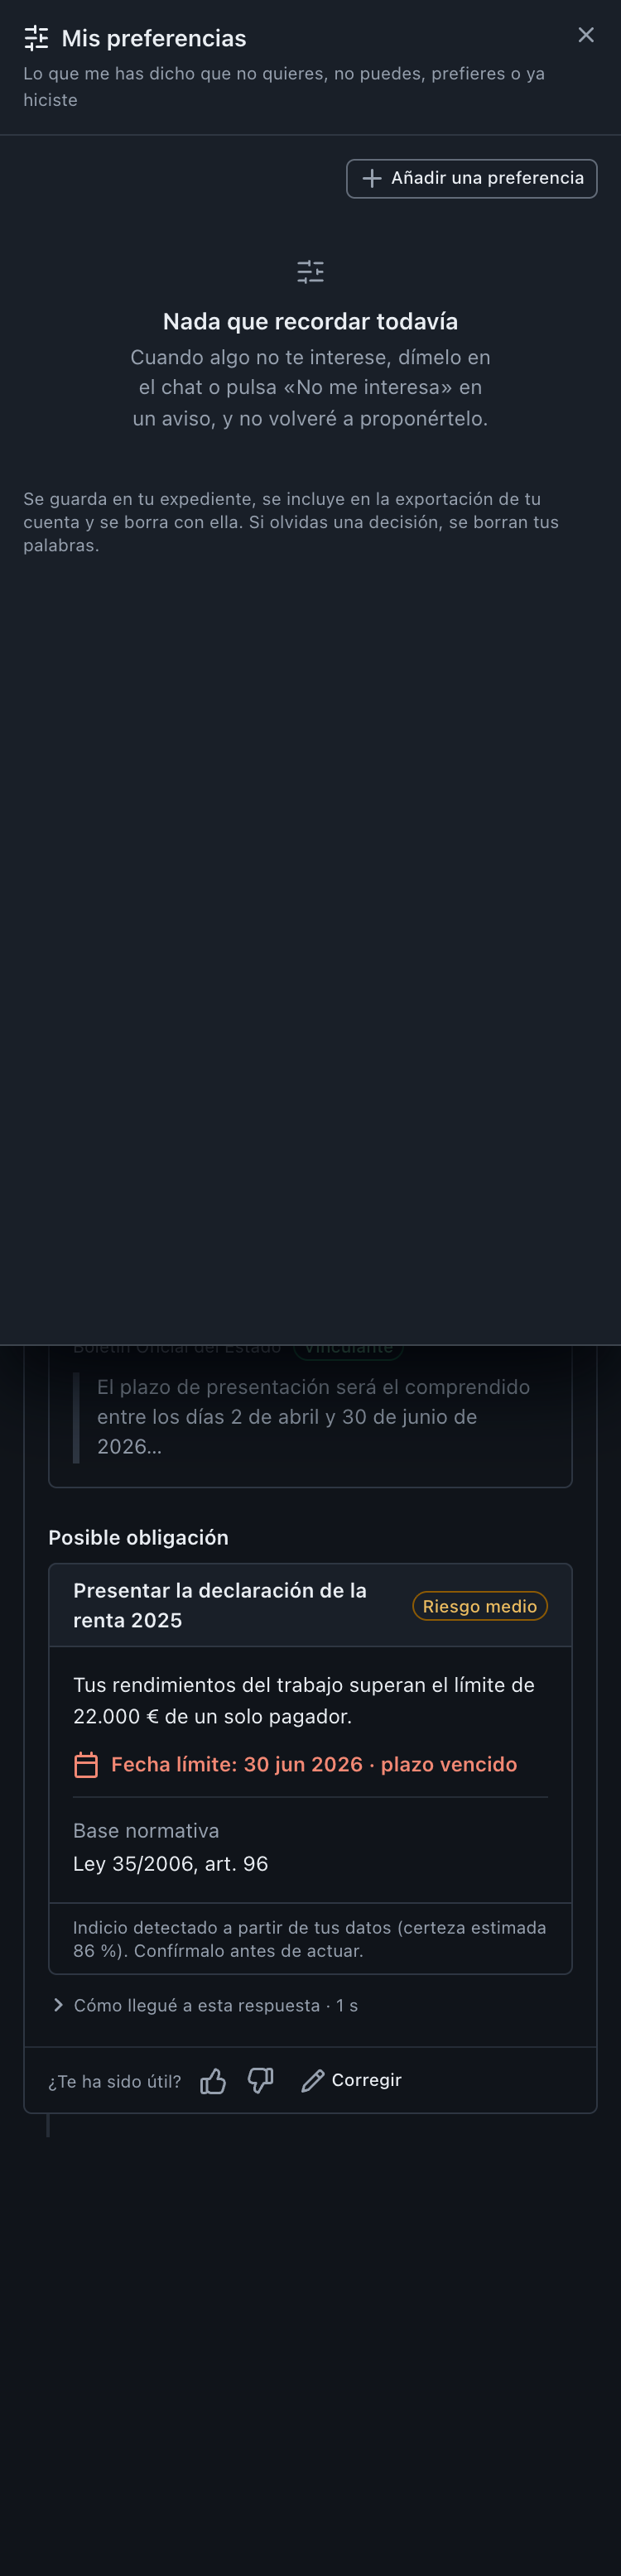 Mis preferencias
Lo que me has dicho que no quieres, no puedes, prefieres o ya
hiciste
Añadir una preferencia
Nada que recordar todavía
Cuando algo no te interese, dímelo en
el chat o pulsa «No me interesa» en
un aviso, y no volveré a proponértelo.
Se guarda en tu expediente, se incluye en la exportación de tu
cuenta y se borra con ella. Si olvidas una decisión, se borran tus
palabras.
Boletín Oficial del Estado Vinculante
El plazo de presentación será el comprendido
entre los días 2 de abril y 30 de junio de
2026...
Posible obligación
Presentar la declaración de la
renta 2025
Riesgo medio
Tus rendimientos del trabajo superan el límite de
22.000 € de un solo pagador.
Fecha límite: 30 jun 2026 · plazo vencido
Base normativa
Ley 35/2006, art. 96
Indicio detectado a partir de tus datos (certeza estimada
86 %). Confírmalo antes de actuar.
Cómo llegué a esta respuesta · 1 s
¿Te ha sido útil?
Corregir